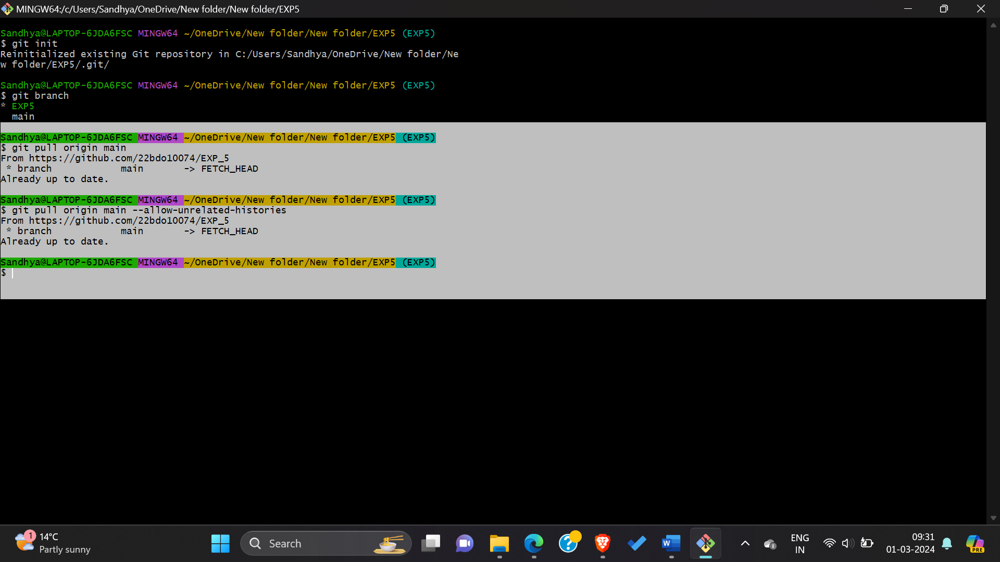 MINGW64:/c/Users/Sandhya/OneDrive/New folder/New folder/EXP5
Sandhya@LAPTOP-6JDA6FSC MINGW64 ~/OneDrive/New folder/New folder/EXP5 (EXP5)
$ git init
Reinitialized existing Git repository in C:/Users/Sandhya/OneDrive/New folder/Ne
w folder/EXP5/.git/
Sandhya@LAPTOP-6JDA6FSC MINGW64 ~/OneDrive/New folder/New folder/EXP5 (EXP5)
$ git branch
* EXP5
  main
Sandhya@LAPTOP-6JDA6FSC MINGW64 ~/OneDrive/New folder/New folder/EXP5 (EXP5)
$ git pull origin main
From https://github.com/22bdo10074/EXP_5
 * branch            main       -> FETCH_HEAD
Already up to date.
Sandhya@LAPTOP-6JDA6FSC MINGW64 ~/OneDrive/New folder/New folder/EXP5 (EXP5)
$ git pull origin main --allow-unrelated-histories
From https://github.com/22bdo10074/EXP_5
 * branch            main       -> FETCH_HEAD
Already up to date.
Sandhya@LAPTOP-6JDA6FSC MINGW64 ~/OneDrive/New folder/New folder/EXP5 (EXP5)
$
1
14°C
Partly sunny
Search
W
ENG
IN
09:31
01-03-2024
PRE